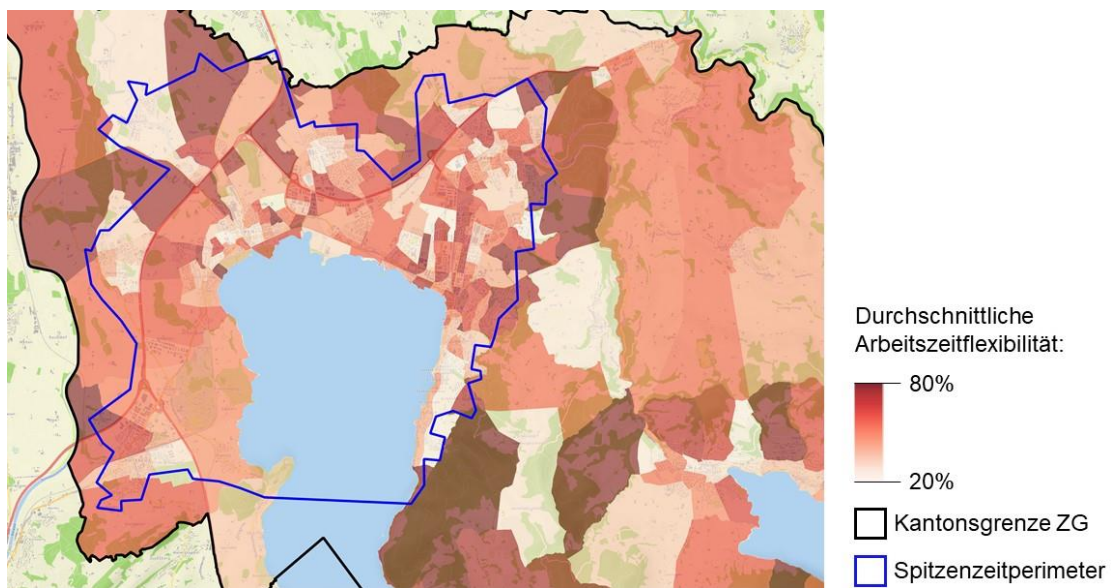 Durchschnittliche
Arbeitszeitflexibilität:
80%
20%
Kantonsgrenze ZG
Spitzenzeitperimeter